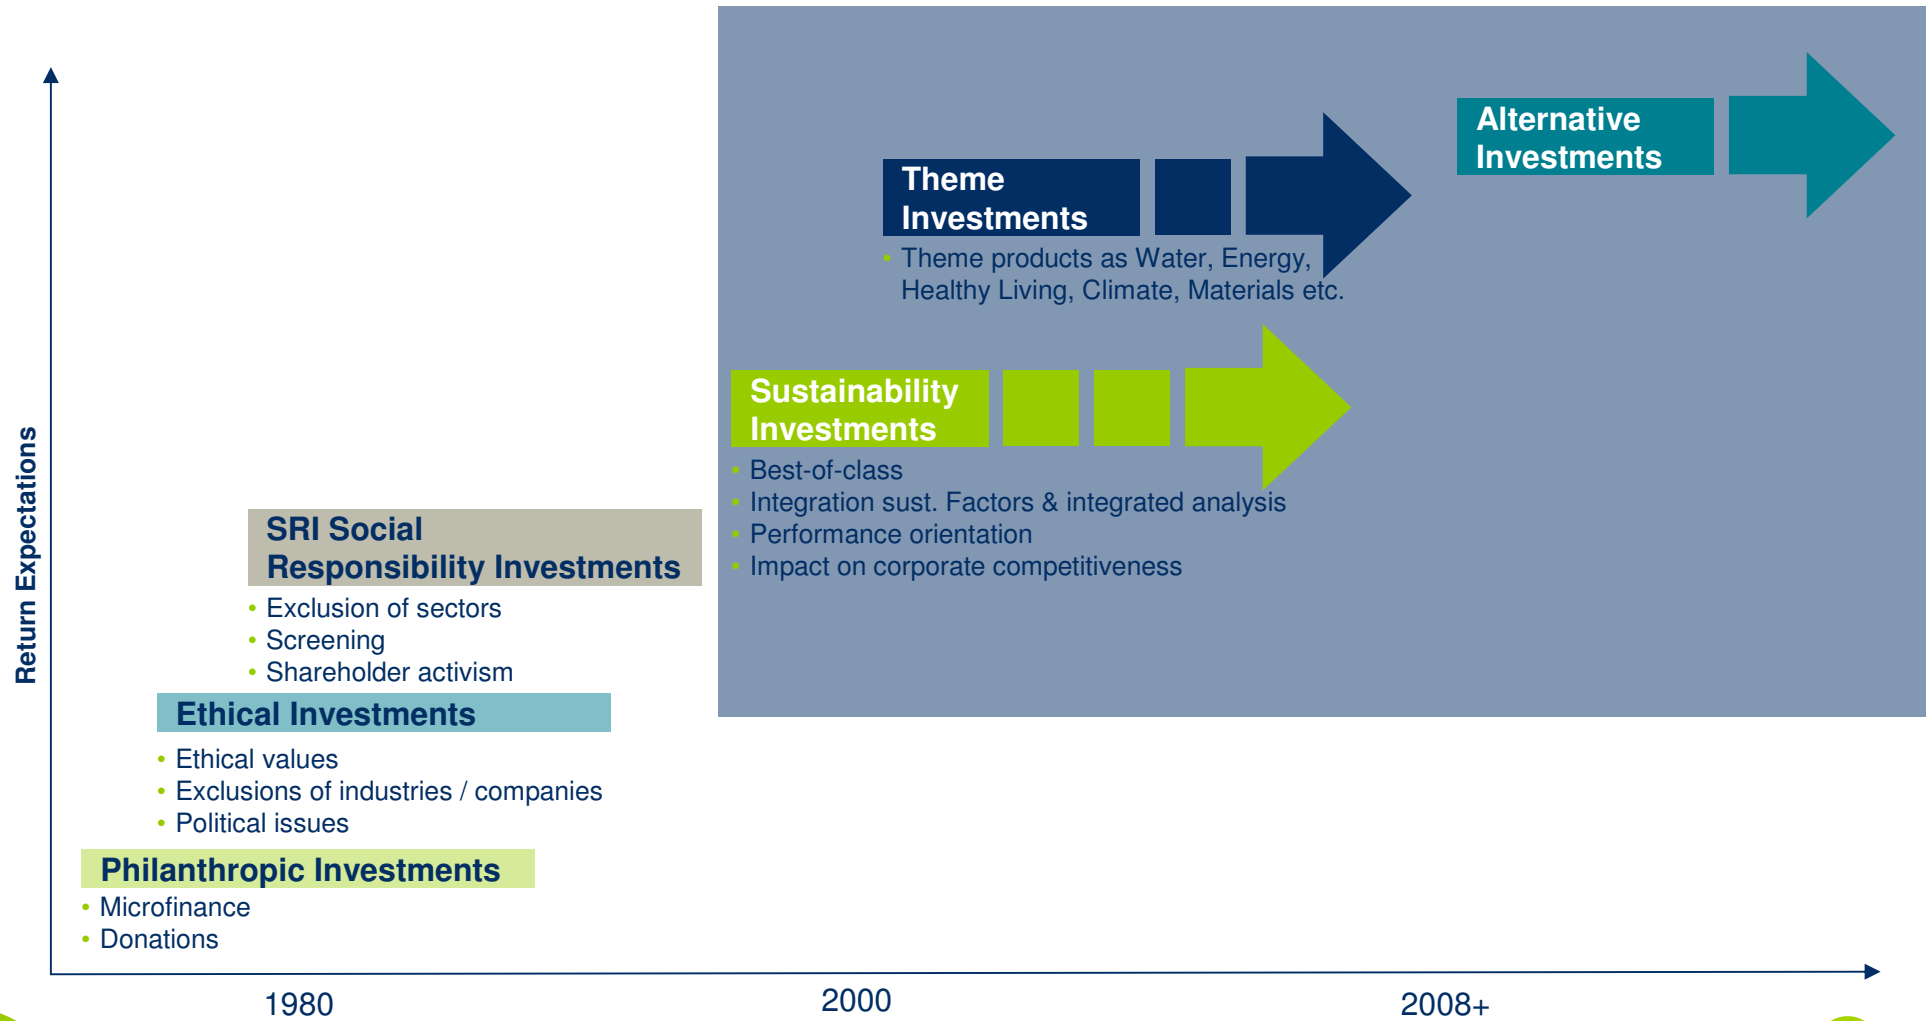 Alternative
Investments
Theme
Investments
• Theme products as Water, Energy,
Healthy Living, Climate, Materials etc.
Sustainability
Investments
• Best-of-class
• Integration sust. Factors & integrated analysis
• Performance orientation
• Impact on corporate competitiveness
Return Expectations
SRI Social
Responsibility Investments
• Exclusion of sectors
• Screening
• Shareholder activism
Ethical Investments
• Ethical values
• Exclusions of industries / companies
• Political issues
Philanthropic Investments
• Microfinance
• Donations
1980
2000
2008+